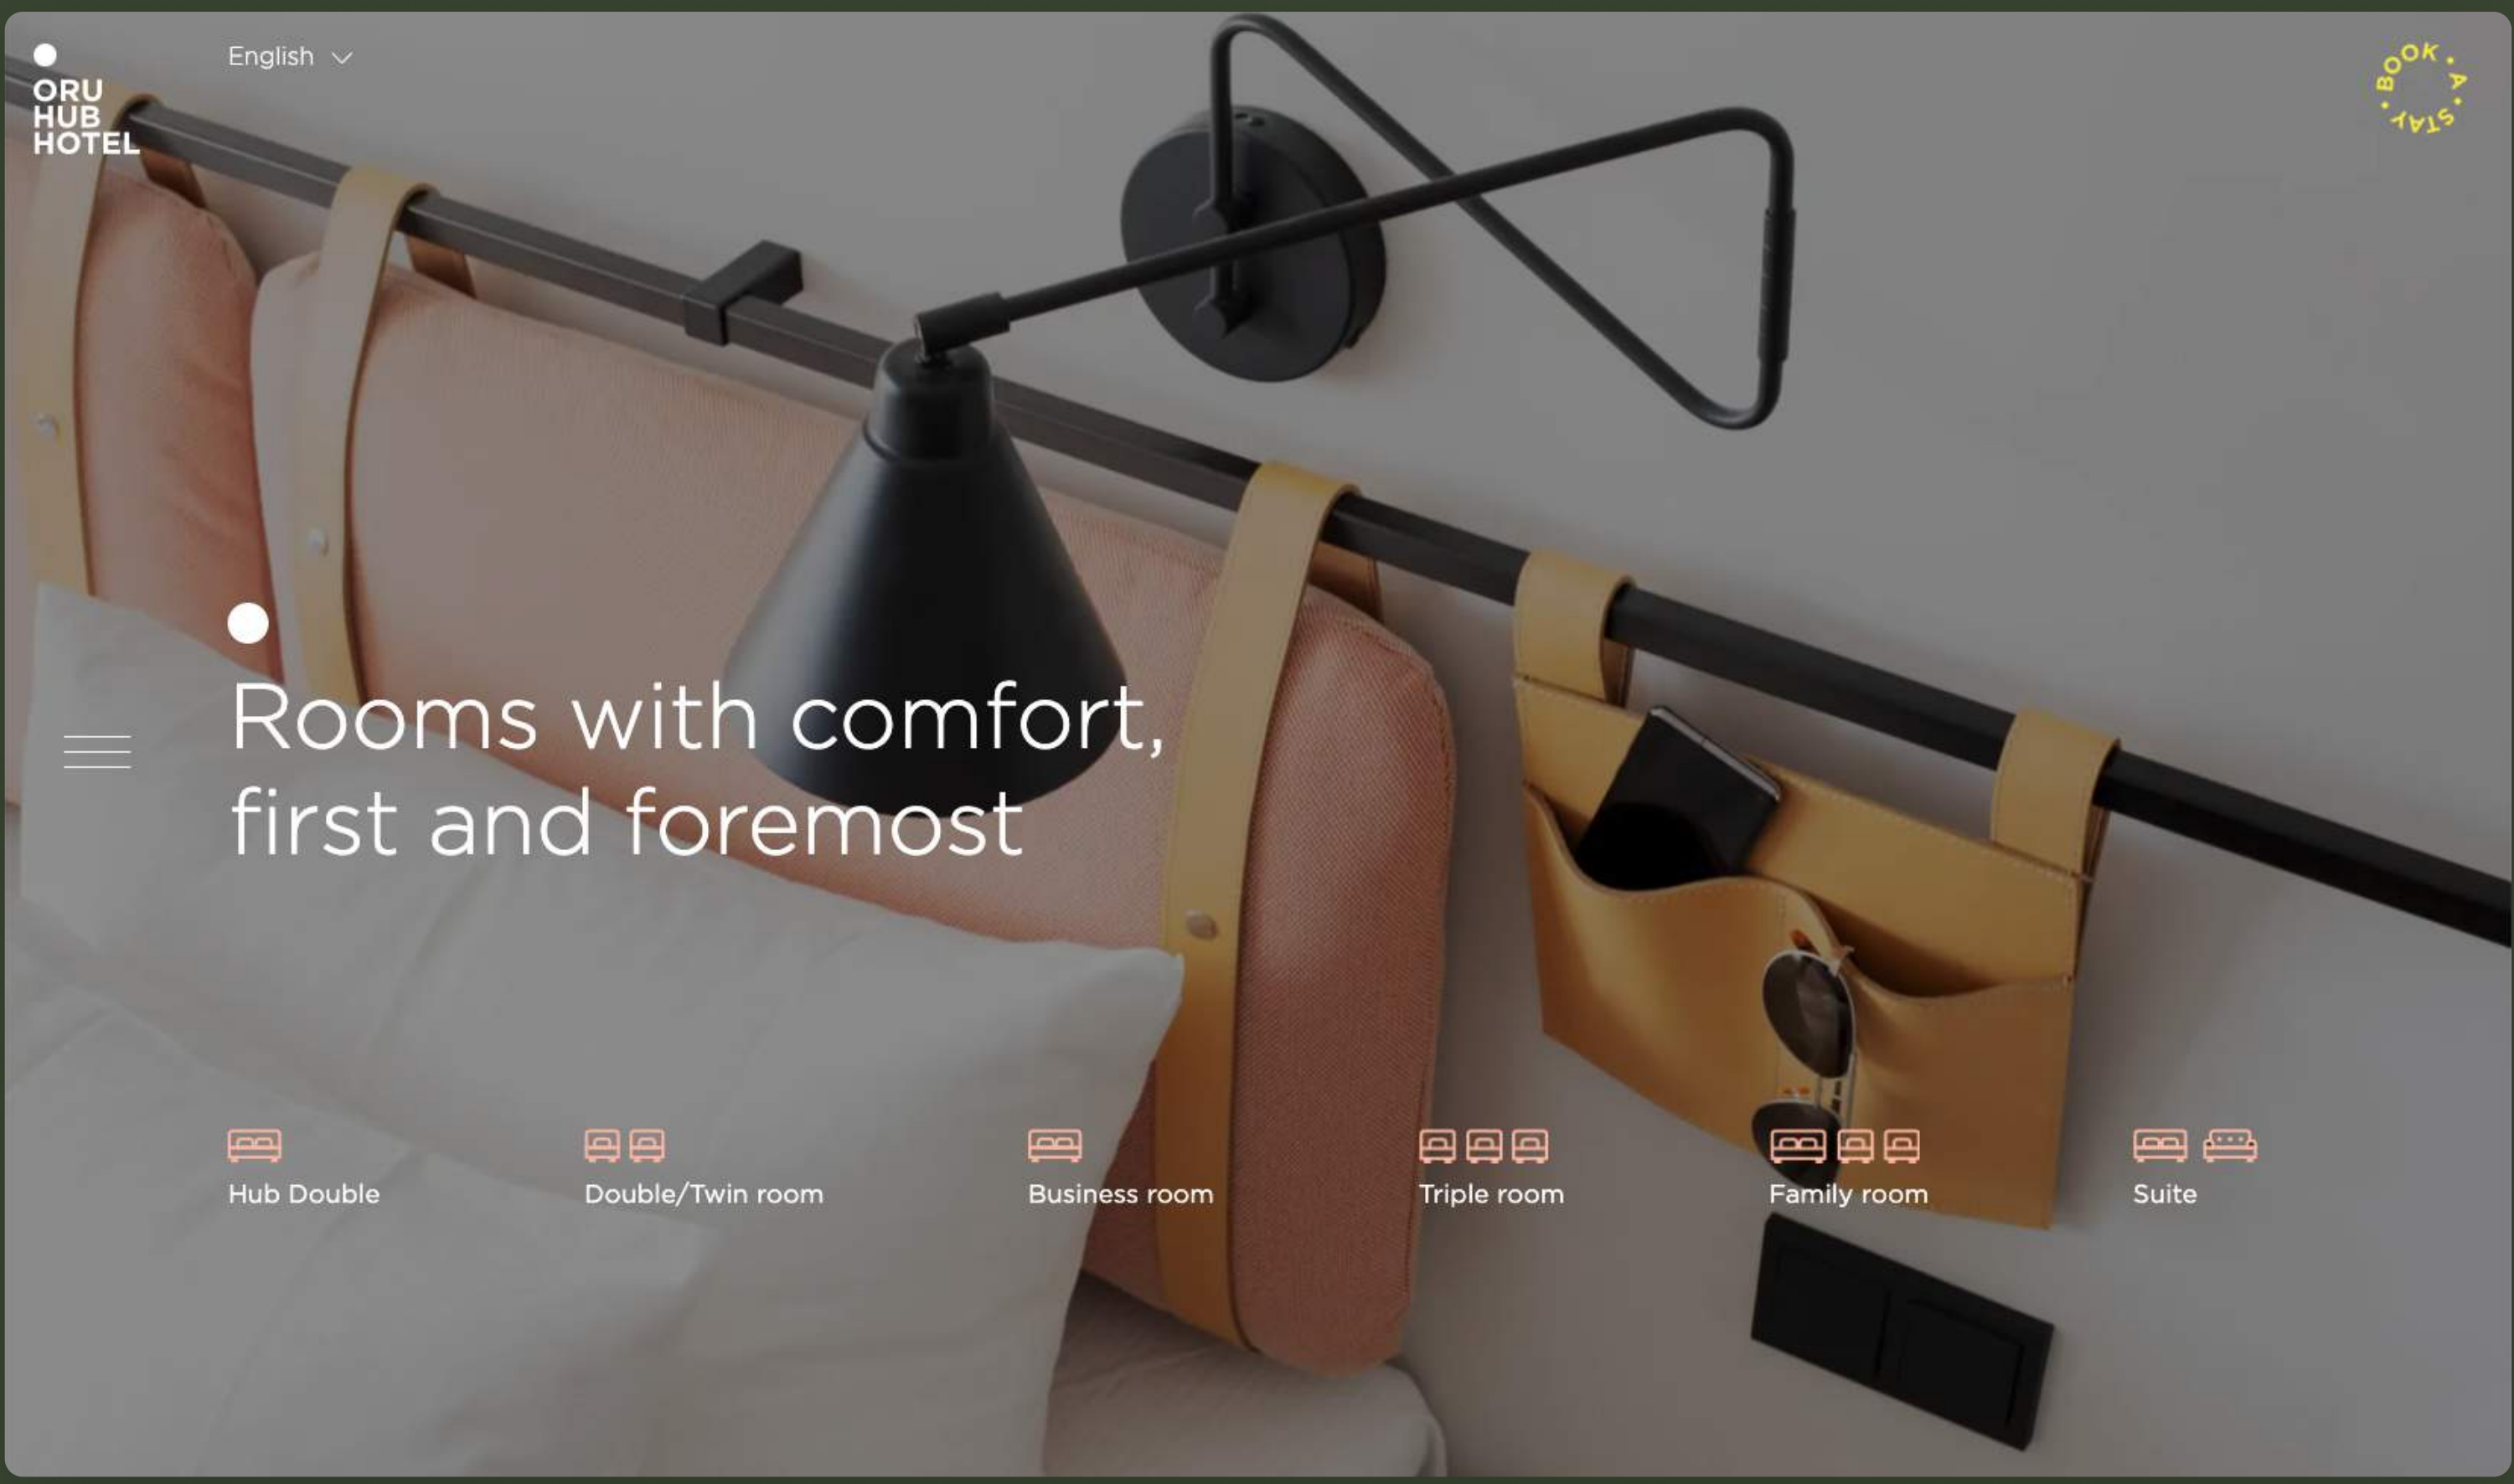 ORU
HUB
HOTEL
English
BOOK • A • STAY •
Rooms with comfort,
first and foremost
Hub Double
Double/Twin room
Business room
Triple room
Family room
Suite